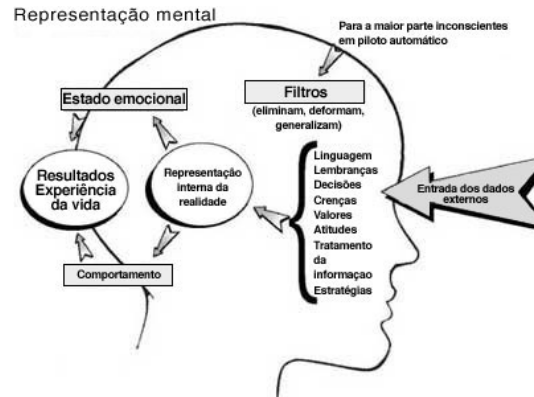 Representação mental
Para a maior parte inconscientes
em piloto automático
Estado emocional
Filtros
(eliminam, deformam,
generalizam)
Resultados
Experiência
da vida
Representação
interna da
realidade
Linguagem
Lembranças
Decisões
Crenças
Valores
Atitudes
Tratamento
da
informaçao
Estratégias
Entrada dos dados
externos
Comportamento